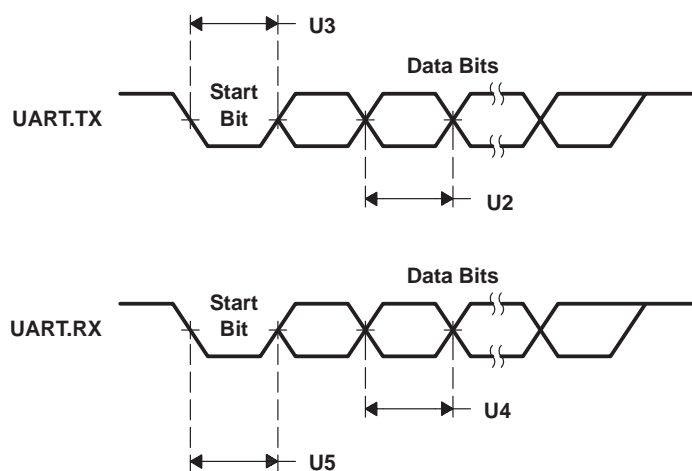 U3
Data Bits
Start
Bit
UART.TX
U2
Data Bits
Start
Bit
UART.RX
U4
U5